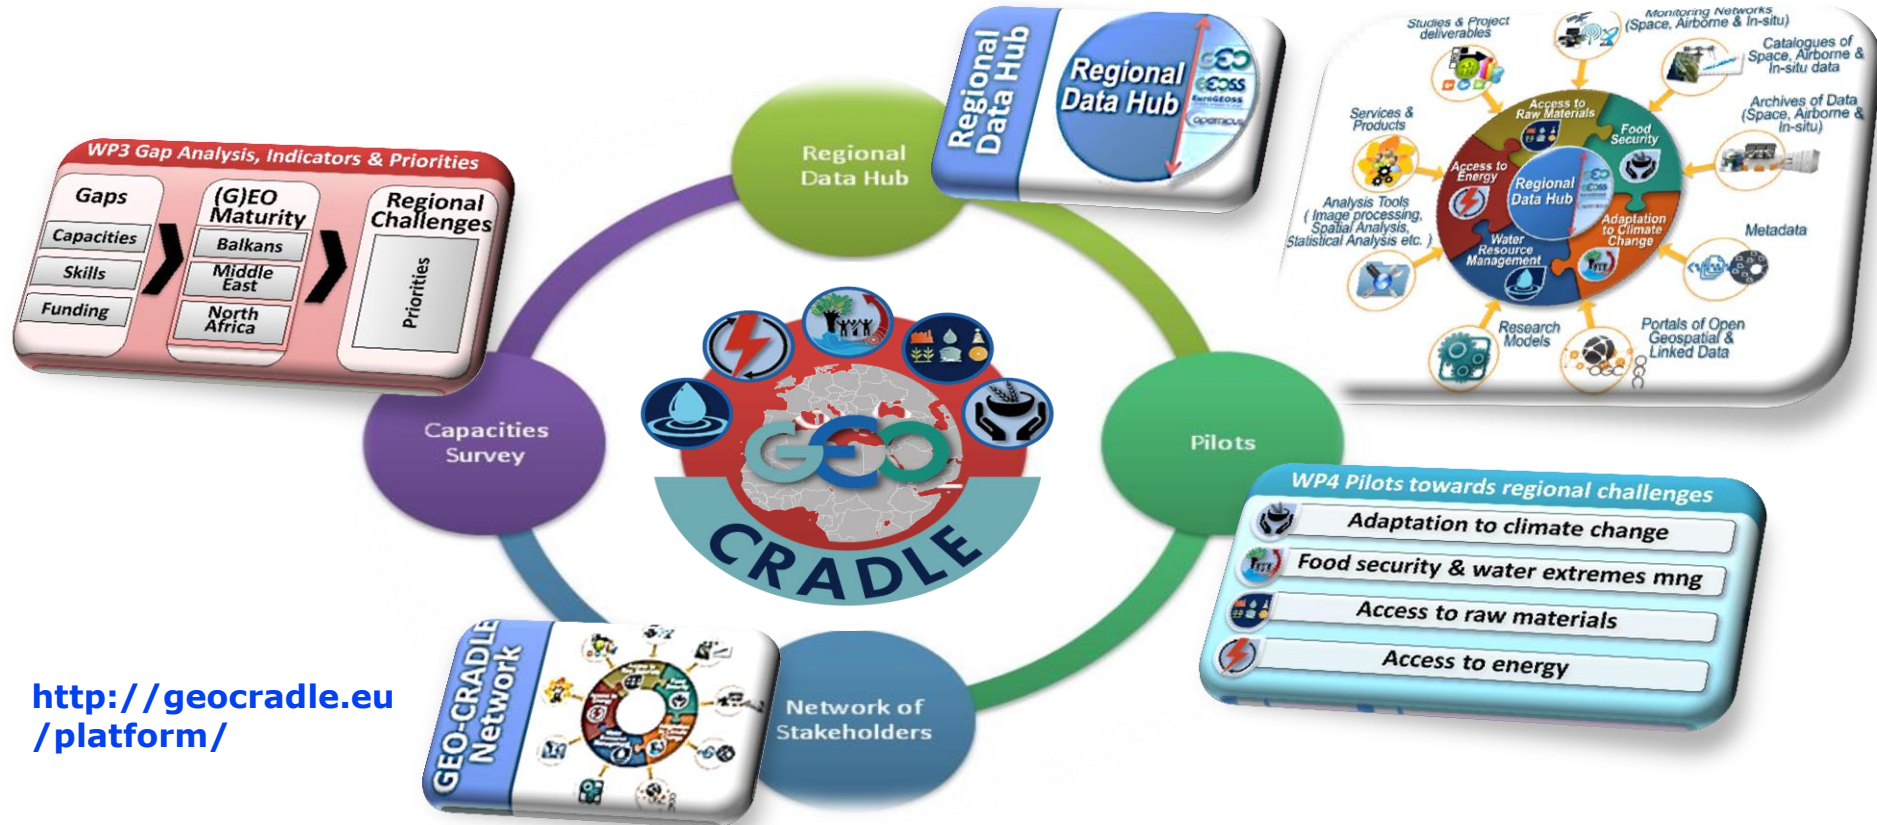 WP3 Gap Analysis, Indicators & Priorities
Gaps
Capacities
Skills
Funding
(G)EO
Maturity
Balkans
Middle
East
North
Africa
Regional
Challenges
Priorities
Regional
Data Hub
Regional
Data Hub
Regional
Data Hub
GEO
GEOSS
EuroGEOSS
Copernicus
Studies & Project
deliverables
Monitoring Networks
(Space, Airborne & In-situ)
Catalogues of
Space, Airborne &
In-situ data
Archives of Data
(Space, Airborne &
In-situ)
Metadata
Portals of Open
Geospatial &
Linked Data
OGC
Research
Models
Analysis Tools
( Image processing,
Spatial Analysis,
Statistical Analysis etc. )
Services &
Products
Access to
Raw Materials
Food
Security
Adaptation
to Climate
Change
Water
Resource
Management
Access to
Energy
Regional
Data Hub
Capacities
Survey
GEO
CRADLE
Pilots
WP4 Pilots towards regional challenges
Adaptation to climate change
Food security & water extremes mng
Access to raw materials
Access to energy
GEO-CRADLE
Network
Network of
Stakeholders
http://geocradle.eu
/platform/